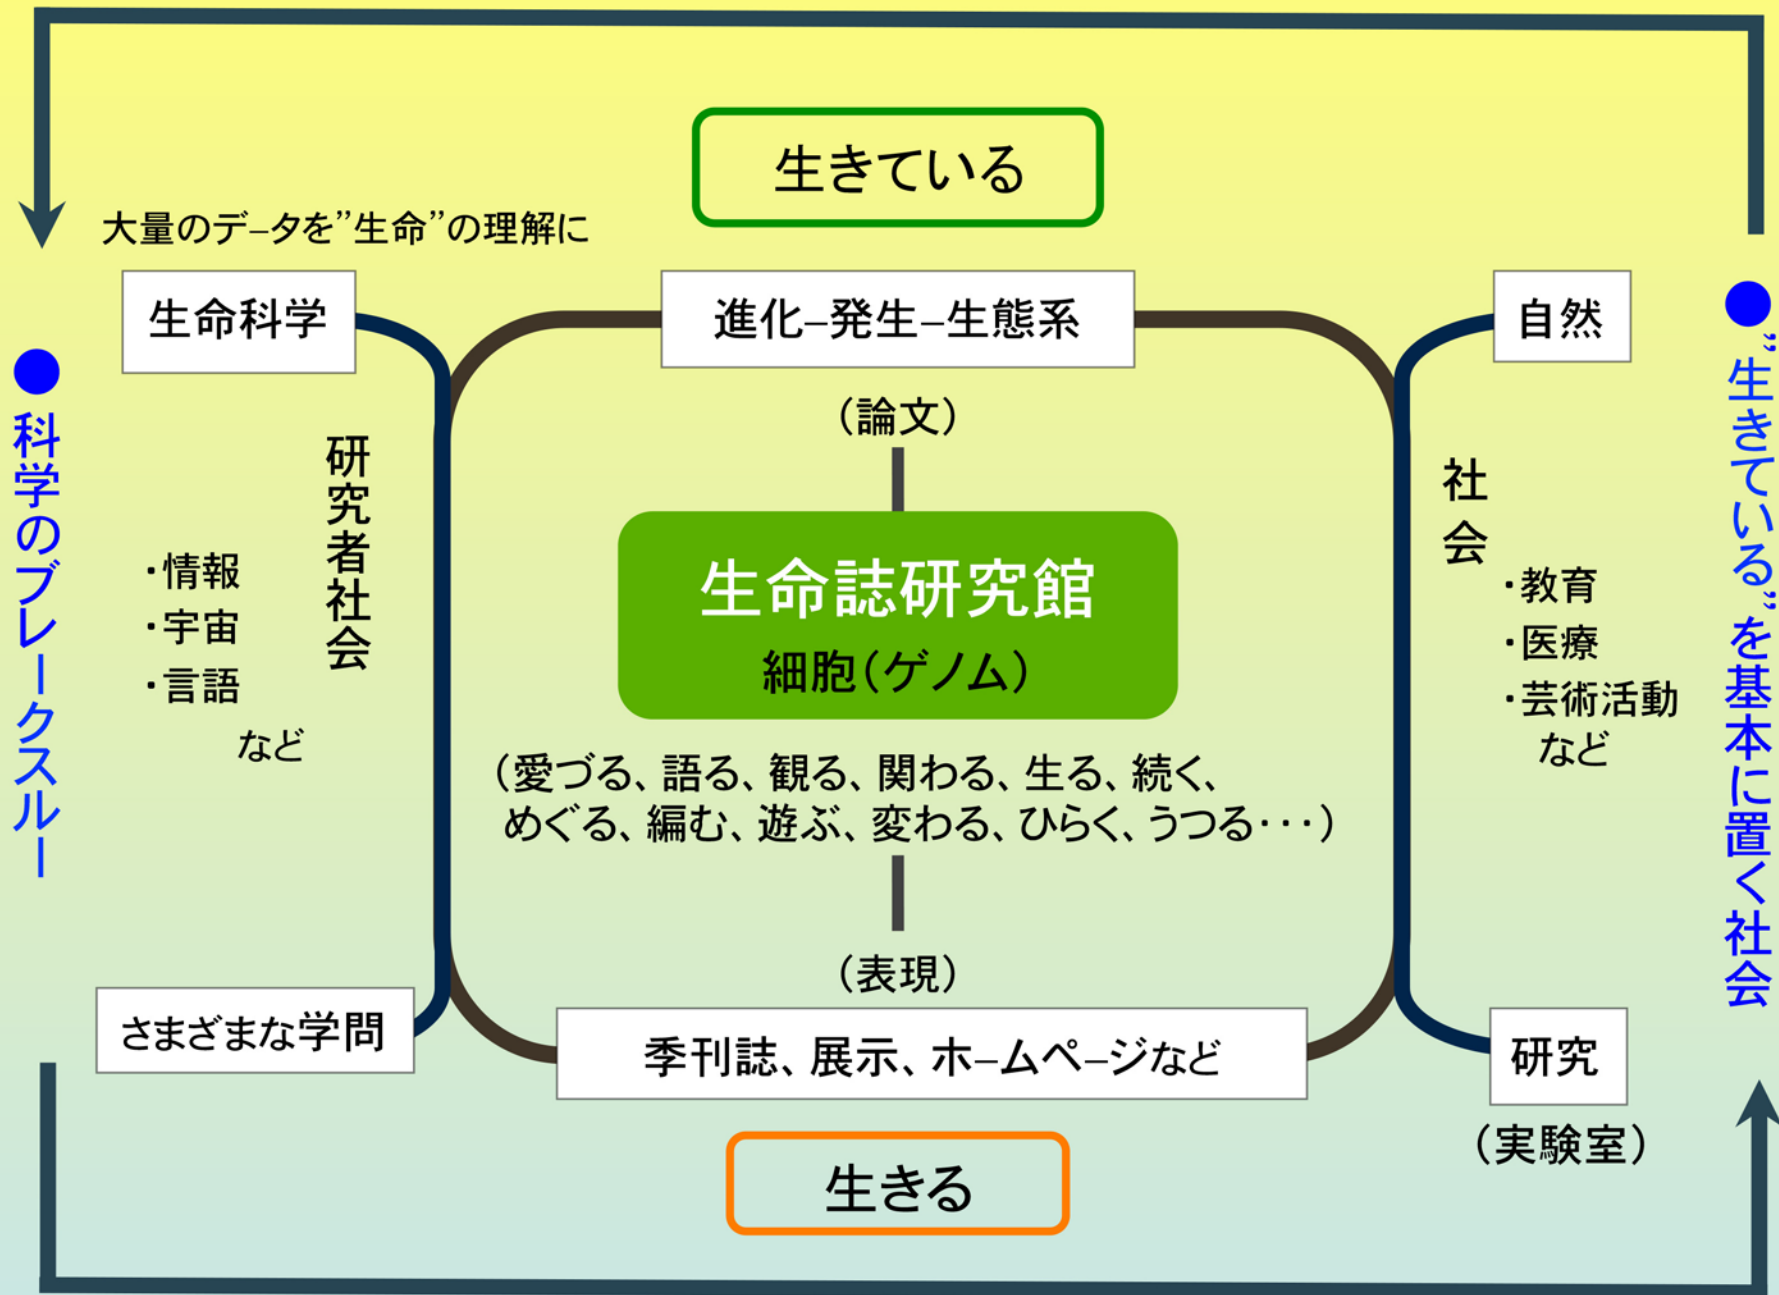 生きている
大量のデ–タを”生命”の理解に
生命科学
進化–発生–生態系
自然
●科学のブレークスルー
研究者社会
・情報
・宇宙
・言語
など
(論文)
生命誌研究館
細胞(ゲノム)
(愛づる、語る、観る、関わる、生る、続く、
めぐる、編む、遊ぶ、変わる、ひらく、うつる・・・)
(表現)
社会
・教育
・医療
・芸術活動
など
●”生きている”を基本に置く社会
さまざまな学問
季刊誌、展示、ホ–ムペ–ジなど
研究
(実験室)
生きる